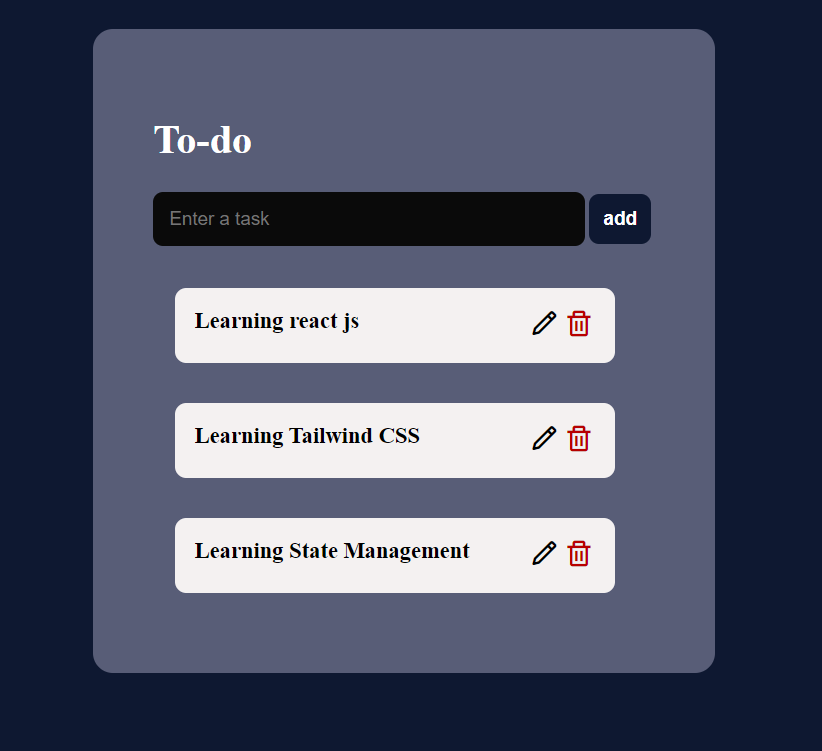 To-do
Enter a task
add
Learning react js
Learning Tailwind CSS
Learning State Management